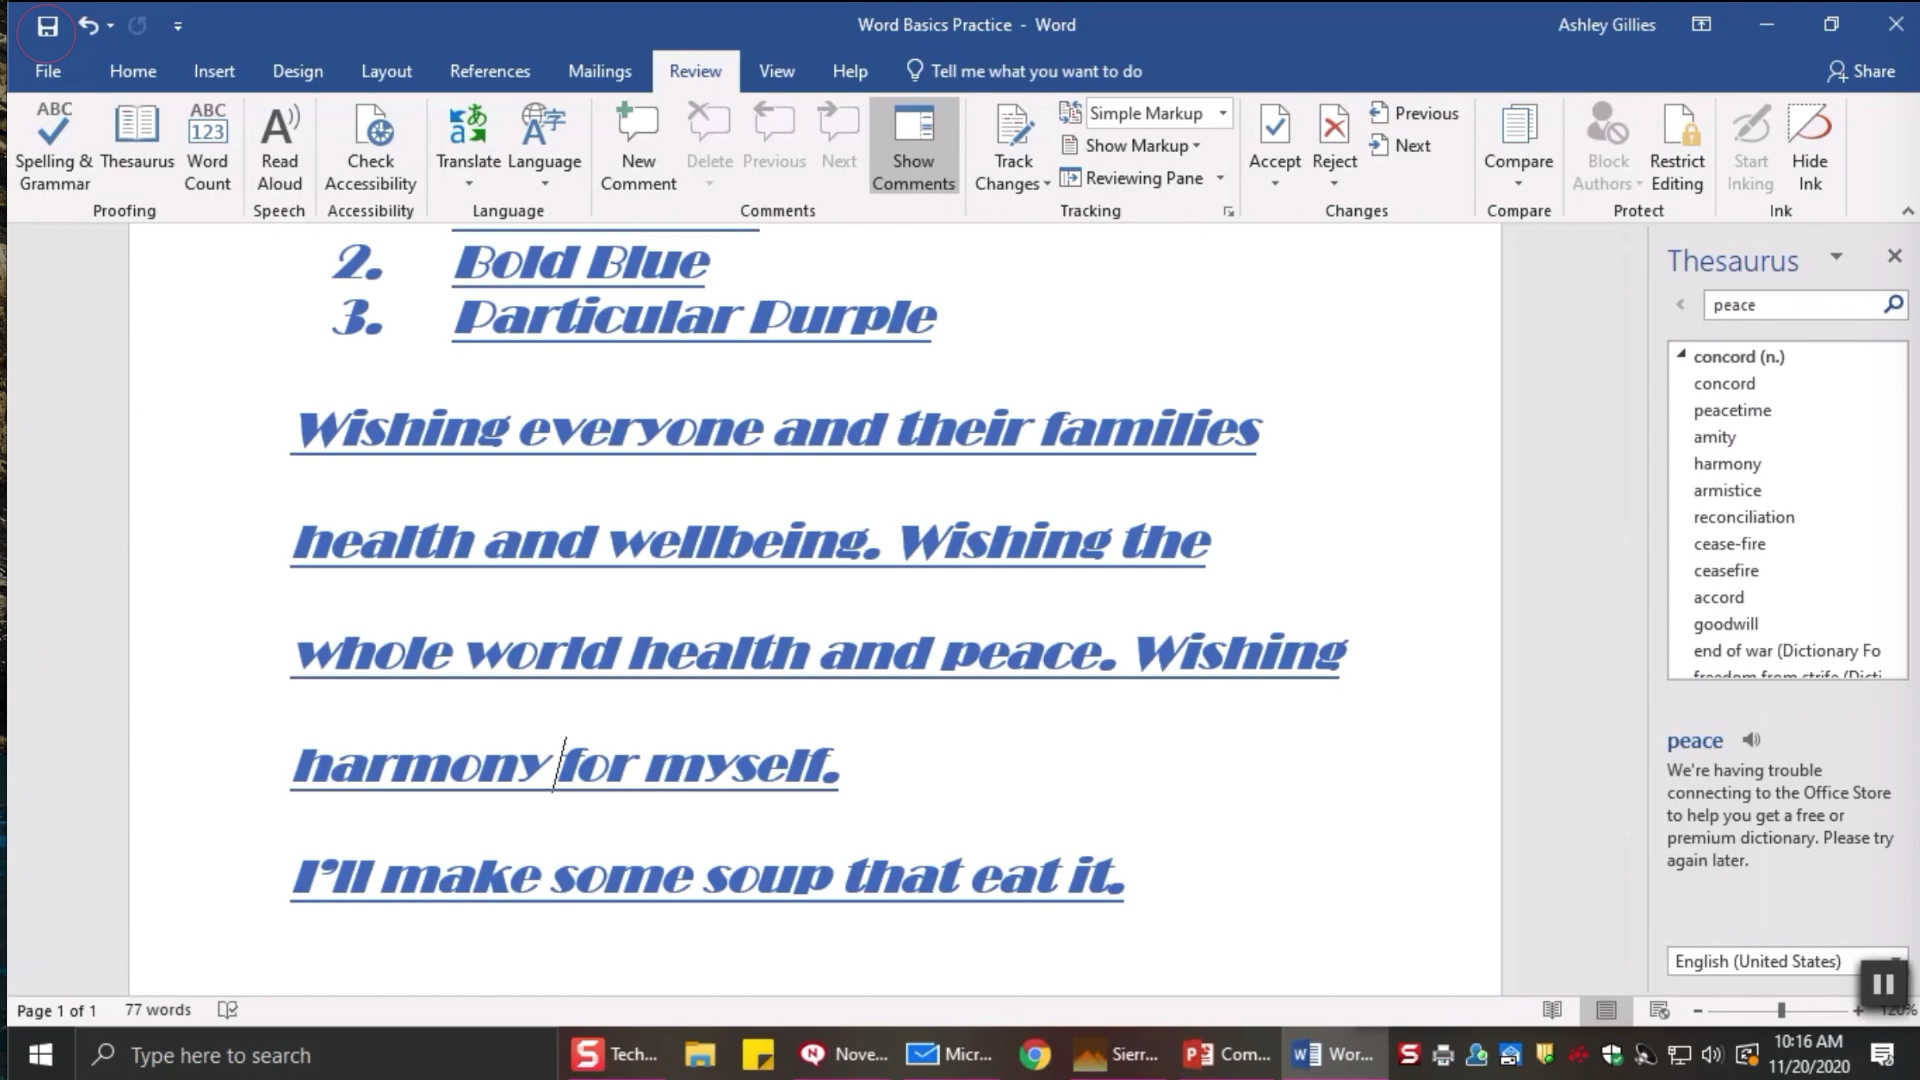 Word Basics Practice - Word
Ashley Gillies
File Home Insert Design Layout References Mailings Review View Help Tell me what you want to do Share
ABC Spelling & Grammar
Thesaurus
ABC 123 Word Count
Proofing
Read Aloud
Speech
Check Accessibility
Accessibility
Translate
Language
Language
New Comment
Delete
Previous
Next
Show Comments
Comments
Track Changes
Simple Markup
Show Markup
Reviewing Pane
Tracking
Accept
Reject
Previous
Next
Changes
Compare
Compare
Block Authors
Restrict Editing
Protect
Start Inking
Hide Ink
Ink
2. Bold Blue
3. Particular Purple
Wishing everyone and their families
health and wellbeing. Wishing the
whole world health and peace. Wishing
harmony for myself.
I'll make some soup that eat it.
Thesaurus
peace
concord (n.)
concord
peacetime
amity
harmony
armistice
reconciliation
cease-fire
ceasefire
accord
goodwill
end of war (Dictionary Fo
freedom from strife (Dicti
peace
We're having trouble
connecting to the Office Store
to help you get a free or
premium dictionary. Please try
again later.
English (United States)
Page 1 of 1 77 words
120%
Type here to search
Tech...
Nove...
Micr...
Sierr...
Com...
Wor...
10:16 AM
11/20/2020